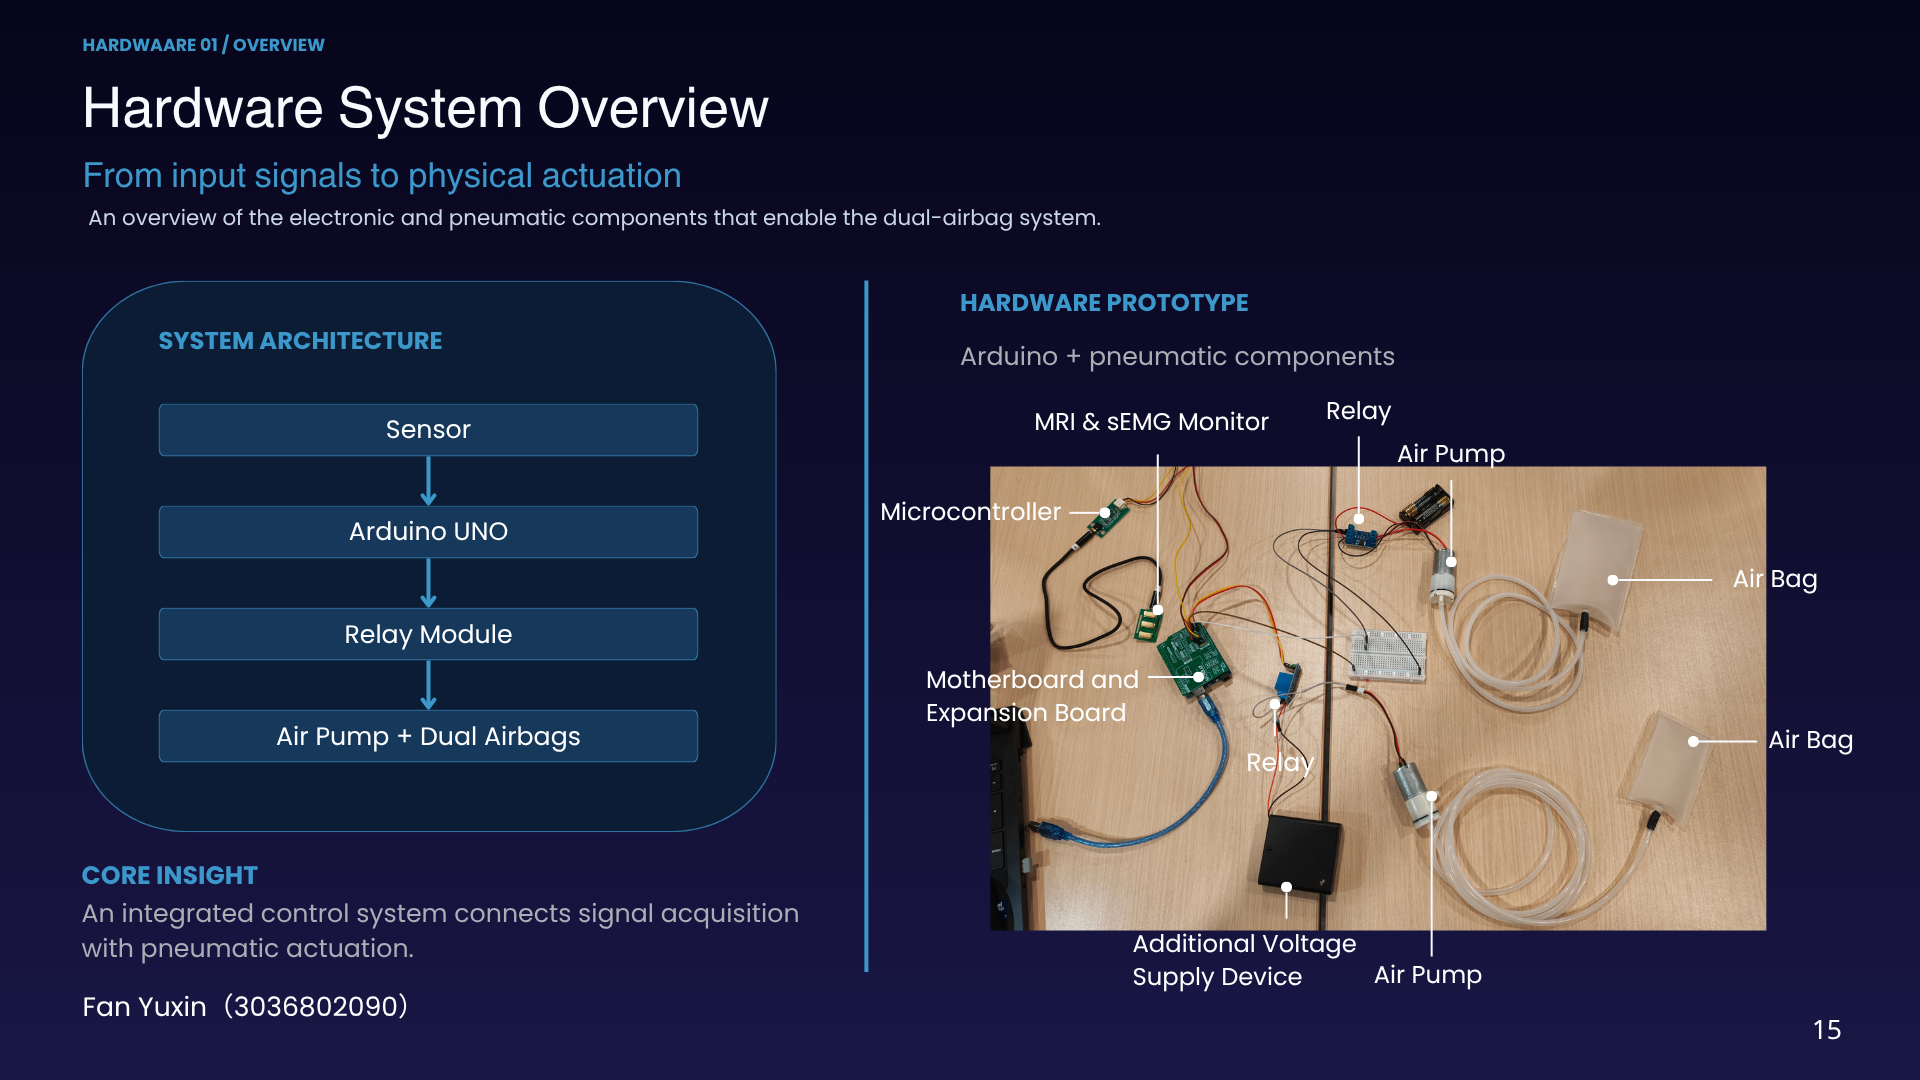 HARDWAARE 01 / OVERVIEW
Hardware System Overview
From input signals to physical actuation
An overview of the electronic and pneumatic components that enable the dual-airbag system.
SYSTEM ARCHITECTURE
Sensor
Arduino UNO
Relay Module
Air Pump + Dual Airbags
CORE INSIGHT
An integrated control system connects signal acquisition
with pneumatic actuation.
Fan Yuxin（3036802090）
HARDWARE PROTOTYPE
Arduino + pneumatic components
MRI & sEMG Monitor
Relay
Air Pump
Microcontroller
Air Bag
Motherboard and
Expansion Board
Relay
Air Bag
Additional Voltage
Supply Device
Air Pump
15